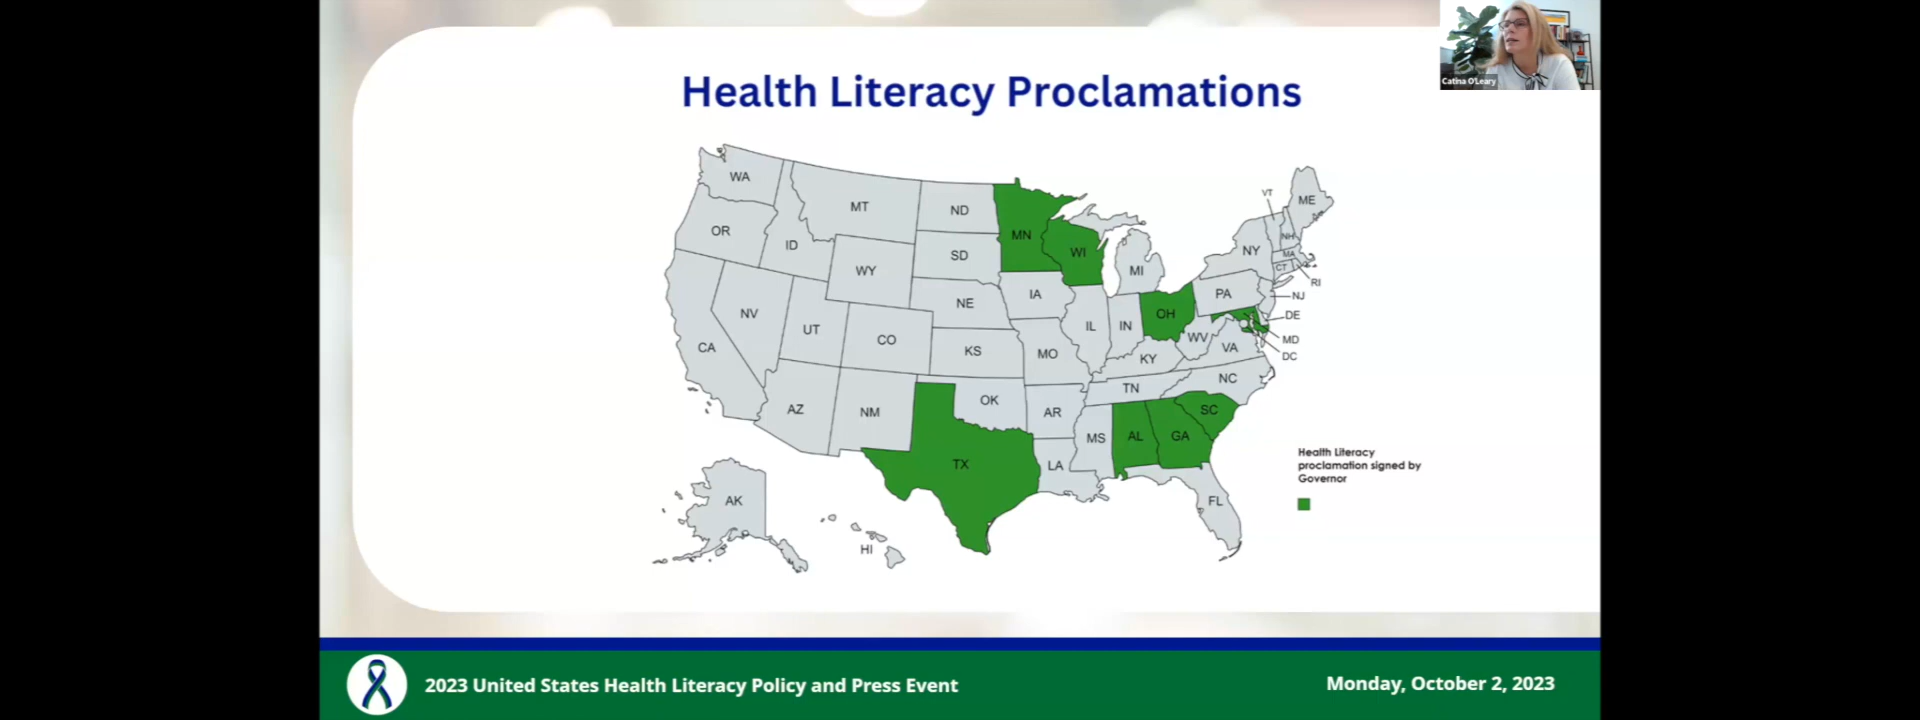 Health Literacy Proclamations
Catina O'Leary
WA
MT
ND
MN
VT
ME
OR
ID
SD
WI
NH
NY
MA
WY
MI
CT
RI
IA
NE
PA
NJ
NV
UT
IL
IN
OH
DE
CO
WV
MD
CA
KS
MO
VA
DC
KY
NC
TN
AZ
NM
OK
AR
SC
MS
AL
GA
TX
LA
Health Literacy
proclamation signed by
Governor
AK
FL
HI
2023 United States Health Literacy Policy and Press Event
Monday, October 2, 2023